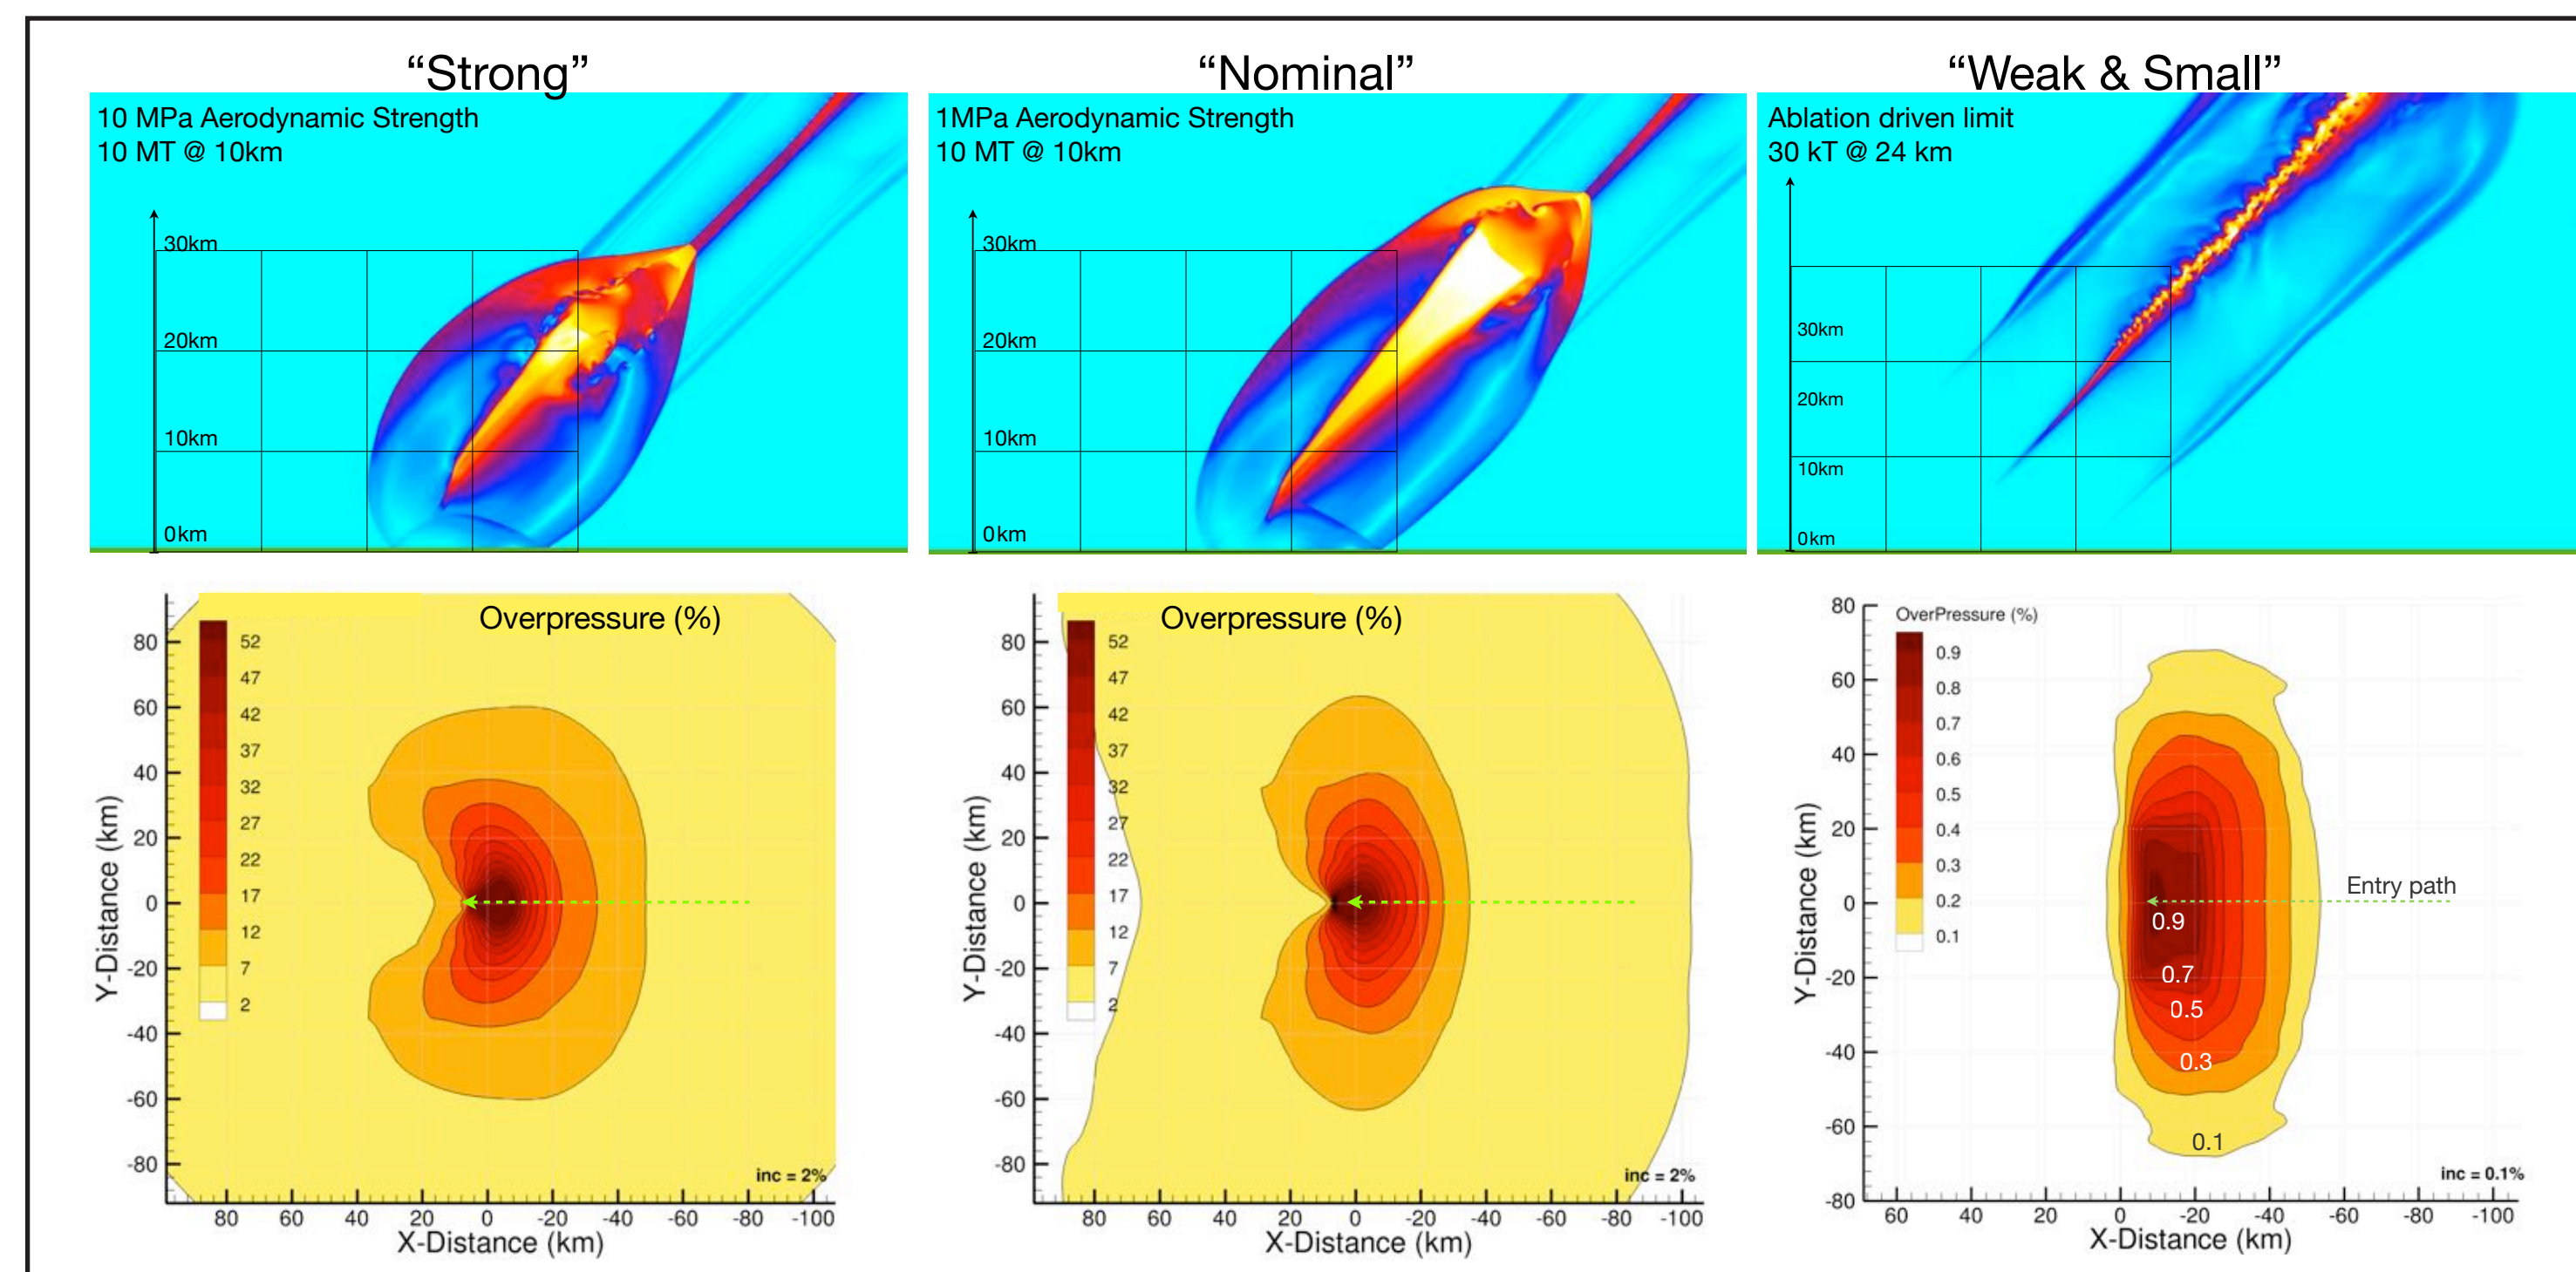 “Strong”
10 MPa Aerodynamic Strength
10 MT @ 10km
30km
20km
10km
0km
“Nominal”
1MPa Aerodynamic Strength
10 MT @ 10km
30km
20km
10km
0km
“Weak & Small”
Ablation driven limit
30 kT @ 24 km
30km
20km
10km
0km
Overpressure (%)
52
47
42
37
32
27
22
17
12
7
2
80
60
40
20
0
-20
-40
-60
-80
Y-Distance (km)
inc = 2%
80 60 40 20 0 -20 -40 -60 -80 -100
X-Distance (km)
Overpressure (%)
52
47
42
37
32
27
22
17
12
7
2
80
60
40
20
0
-20
-40
-60
-80
Y-Distance (km)
inc = 2%
80 60 40 20 0 -20 -40 -60 -80 -100
X-Distance (km)
OverPressure (%)
0.9
0.8
0.7
0.6
0.5
0.4
0.3
0.2
0.1
80
60
40
20
0
-20
-40
-60
-80
Y-Distance (km)
Entry path
0.9
0.7
0.5
0.3
0.1
inc = 0.1%
60 40 20 0 -20 -40 -60 -80 -100
X-Distance (km)